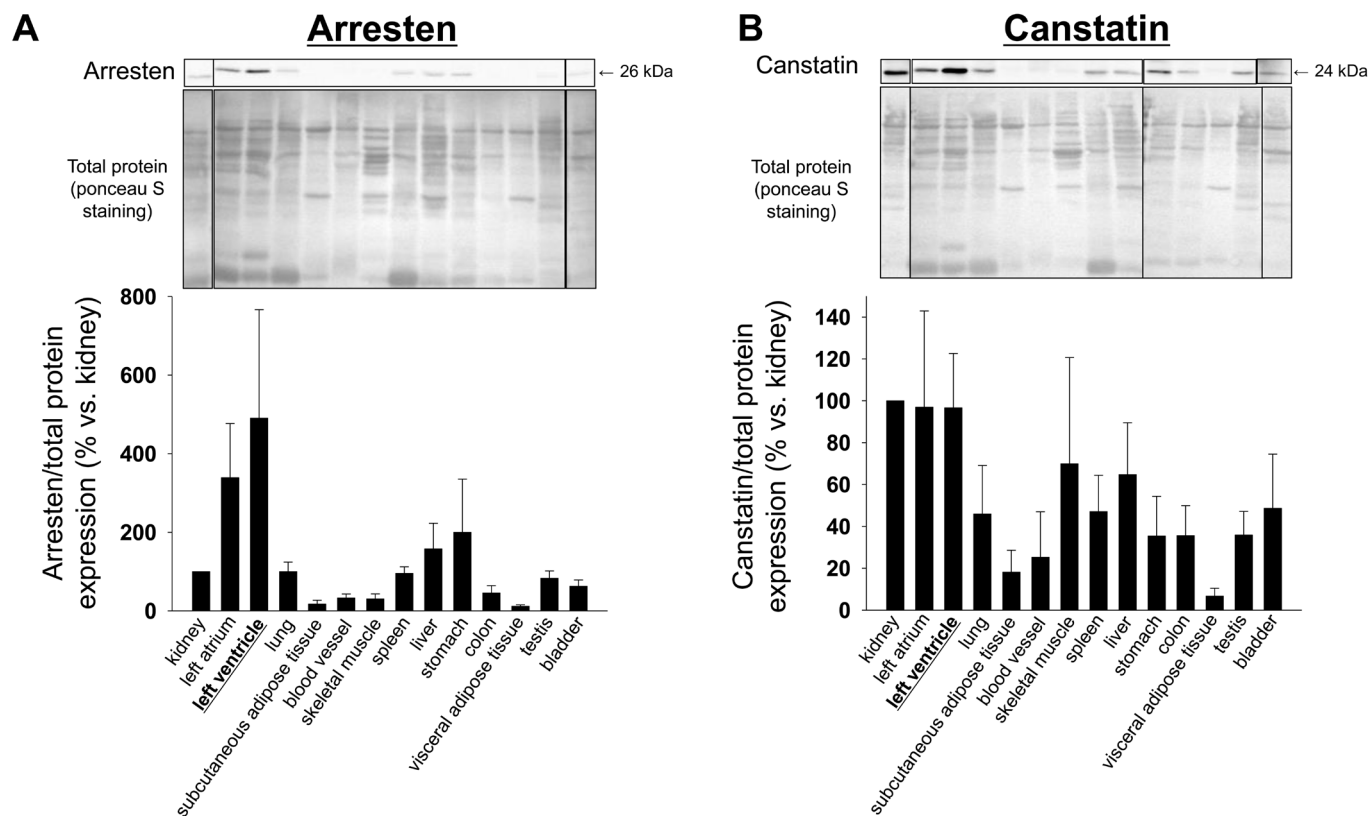 A
Arresten
Arresten
← 26 kDa
Total protein
(ponceau S
staining)
Arresten/total protein
expression (% vs. kidney)
800
600
400
200
0
kidney
left atrium
left ventricle
lung
subcutaneous adipose tissue
blood vessel
skeletal muscle
spleen
liver
stomach
colon
visceral adipose tissue
testis
bladder
B
Canstatin
Canstatin
← 24 kDa
Total protein
(ponceau S
staining)
Canstatin/total protein
expression (% vs. kidney)
140
120
100
80
60
40
20
0
kidney
left atrium
left ventricle
lung
subcutaneous adipose tissue
blood vessel
skeletal muscle
spleen
liver
stomach
colon
visceral adipose tissue
testis
bladder